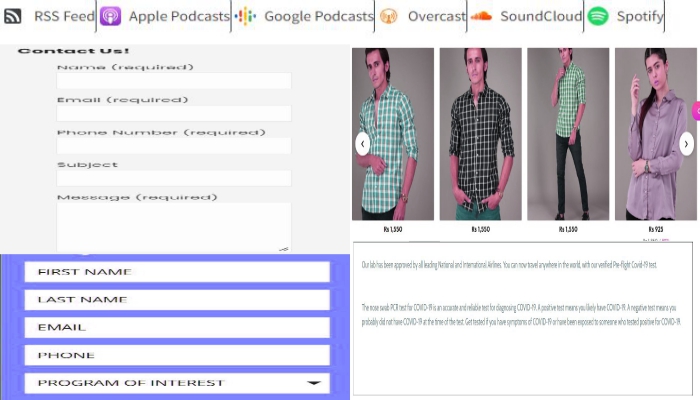 RSS Feed Apple Podcasts Google Podcasts Overcast SoundCloud Spotify
Contact Us!
Name (required)
Email (required)
Phone Number (required)
Subject
Message (required)
Rs 1,550
Rs 1,550
Rs 1,550
Rs 925
FIRST NAME
LAST NAME
EMAIL
PHONE
PROGRAM OF INTEREST
Our lab has been approved by all leading National and International Airlines. You can now travel anywhere in the world, with our verified Pre-flight Covid-19 test.
The nose swab PCR test for COVID-19 is an accurate and reliable test for diagnosing COVID-19. A positive test means you likely have COVID-19. A negative test means you
probably did not have COVID-19 at the time of the test. Get tested if you have symptoms of COVID-19 or have been exposed to someone who tested positive for COVID-19.